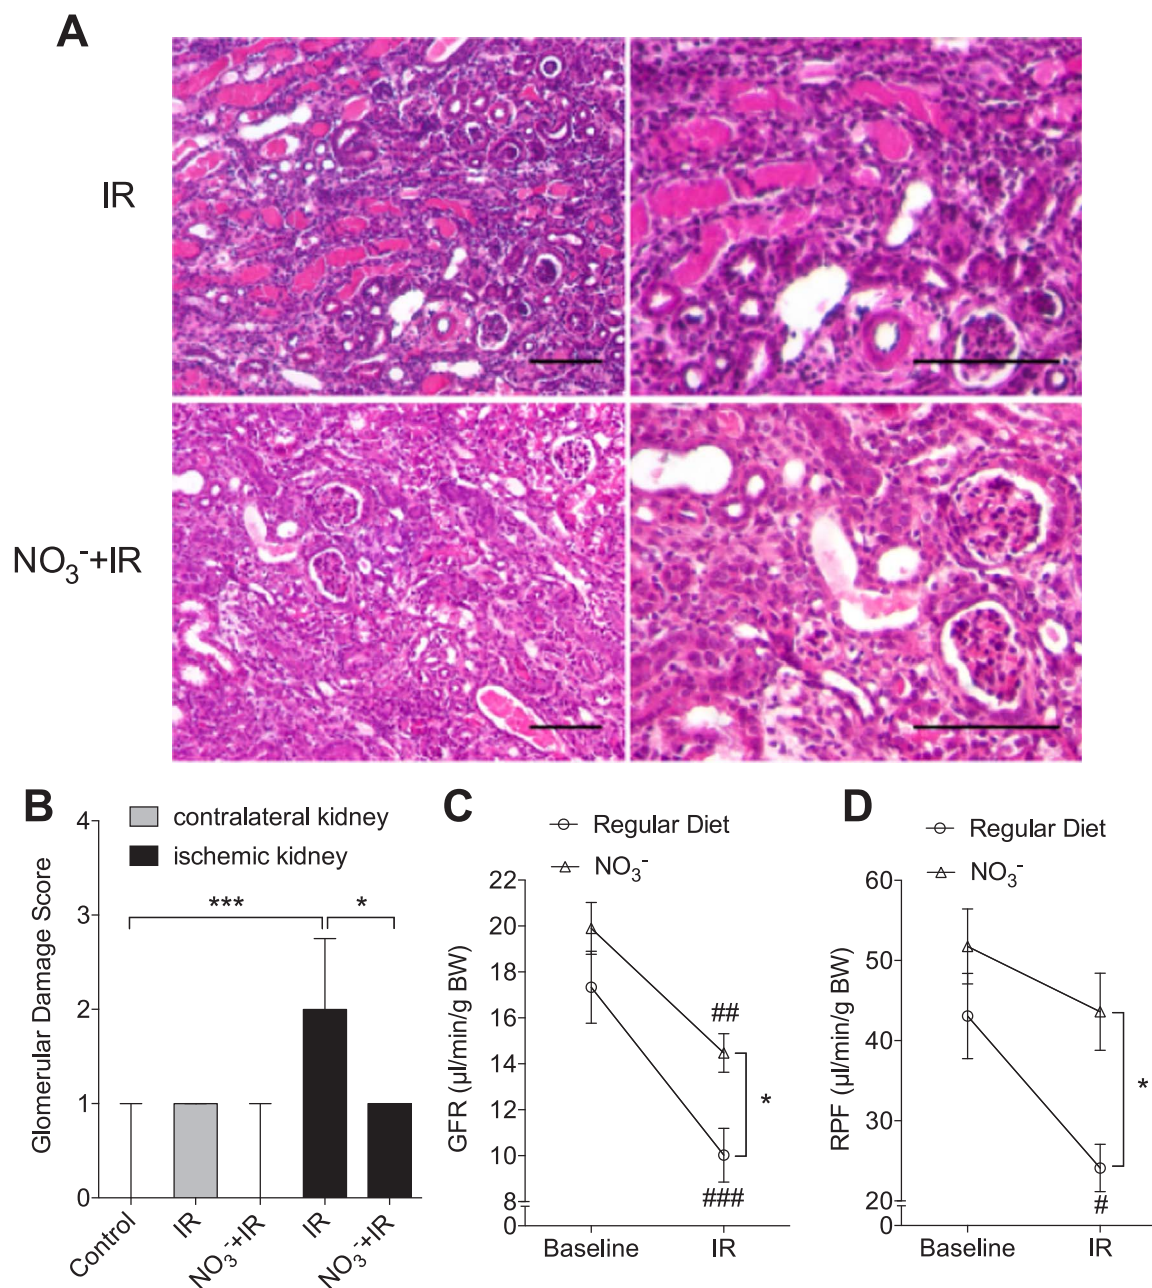 A
IR
NO₃⁻+IR
B
contralateral kidney
ischemic kidney
Glomerular Damage Score
4
3
2
1
0
***
*
Control
IR
NO₃⁻+IR
IR
NO₃⁻+IR
C
Regular Diet
NO₃⁻
GFR (µl/min/g BW)
22
20
18
16
14
12
10
8
0
##
*
###
Baseline
IR
D
Regular Diet
NO₃⁻
RPF (µl/min/g BW)
60
50
40
30
20
0
*
#
Baseline
IR